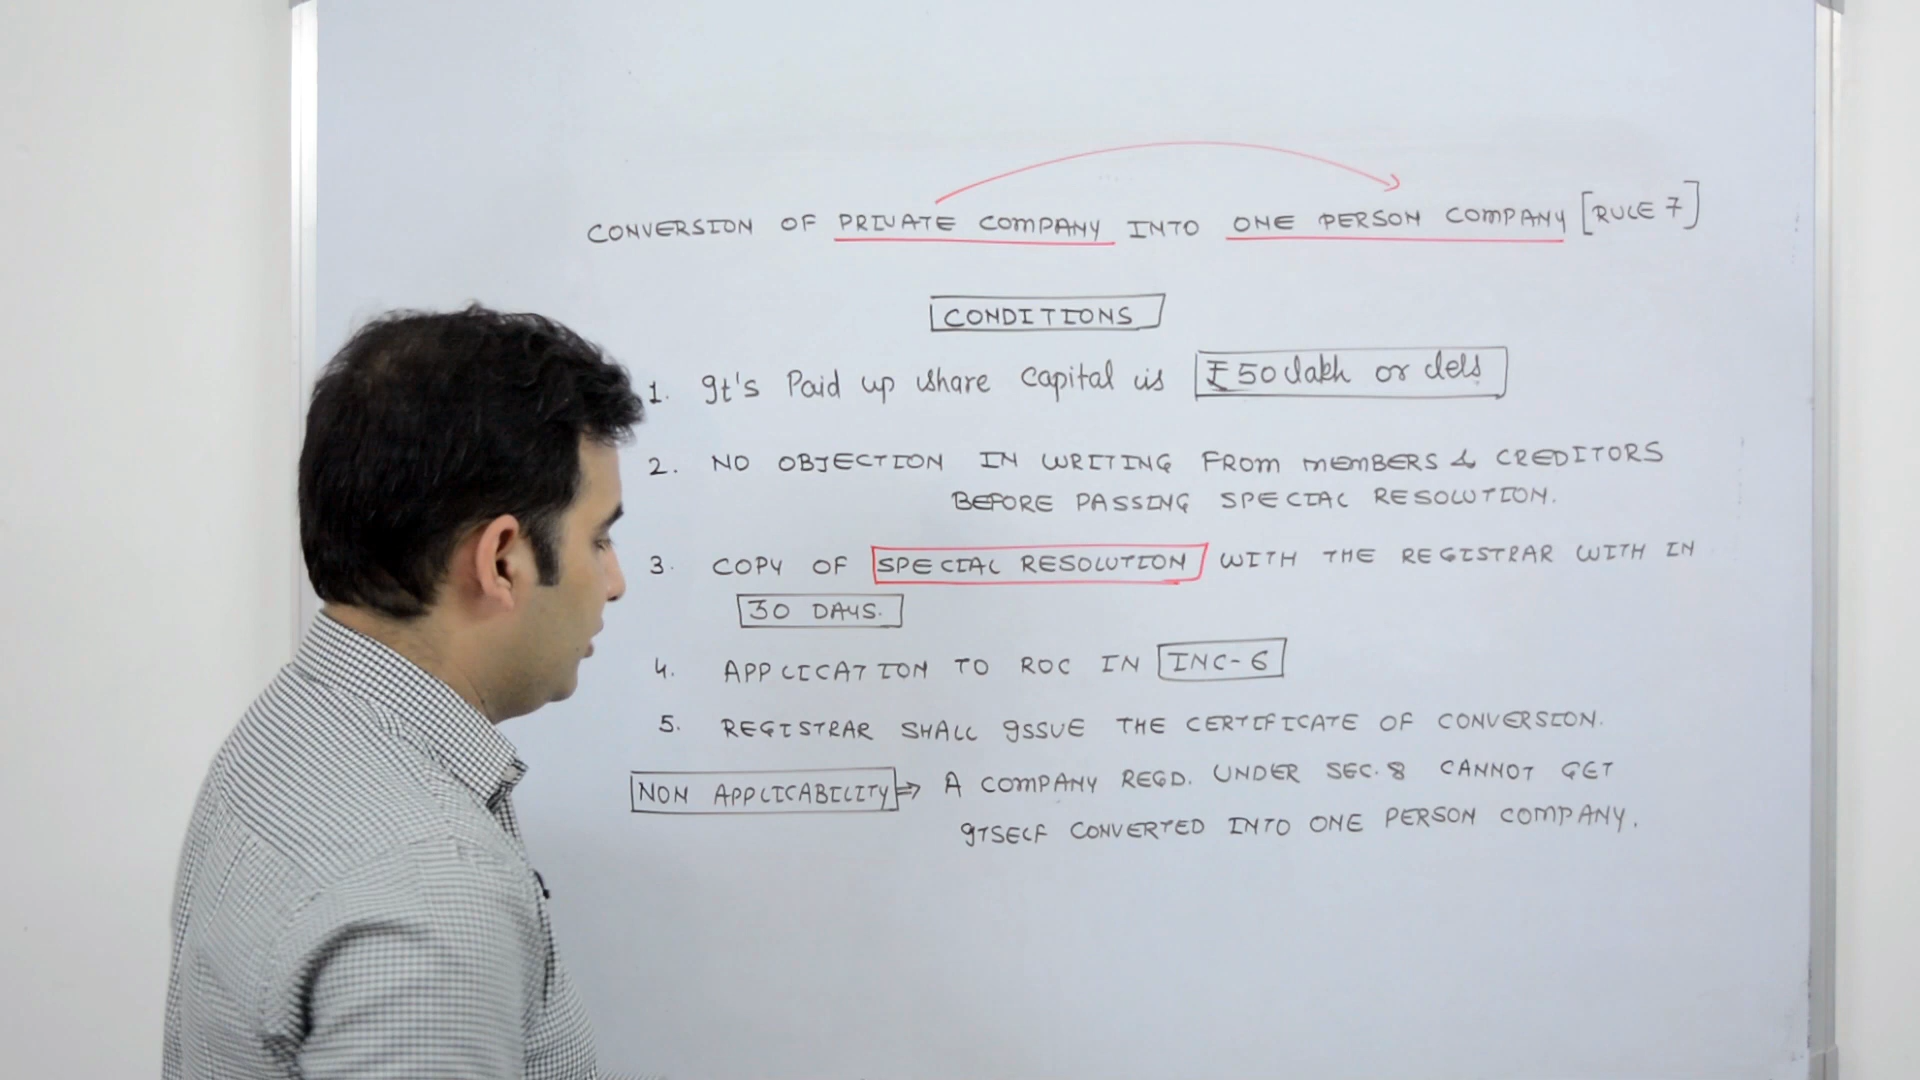 CONVERSION OF PRIVATE COMPANY INTO ONE PERSON COMPANY [RULE 7]
CONDITIONS
1. It's Paid up share capital is ₹50 lakh or less
2. NO OBJECTION IN WRITING FROM MEMBERS & CREDITORS
BEFORE PASSING SPECIAL RESOLUTION.
3. COPY OF SPECIAL RESOLUTION WITH THE REGISTRAR WITH IN
30 DAYS.
4. APPLICATION TO ROC IN INC-6
5. REGISTRAR SHALL ISSUE THE CERTIFICATE OF CONVERSION.
NON APPLICABILITY ⇒ A COMPANY REGD. UNDER SEC. 8 CANNOT GET
ITSELF CONVERTED INTO ONE PERSON COMPANY.